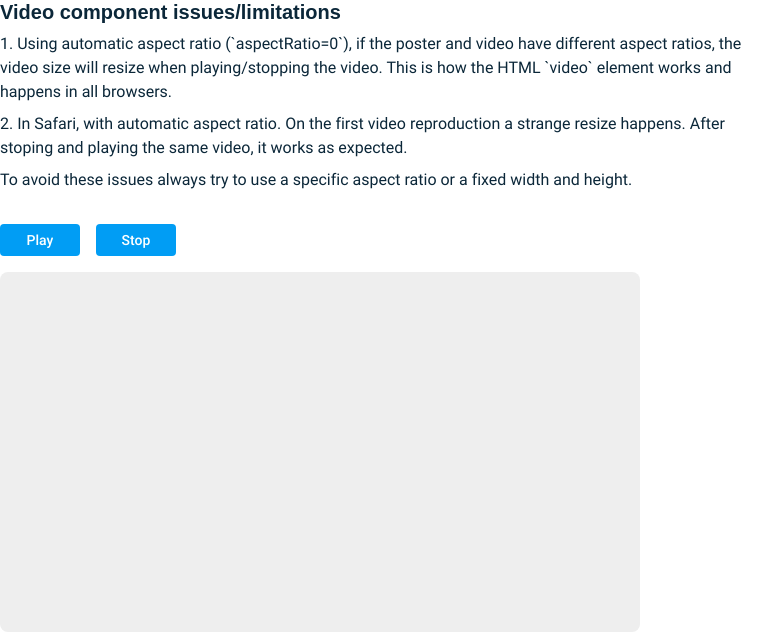 Video component issues/limitations
1. Using automatic aspect ratio (`aspectRatio=0`), if the poster and video have different aspect ratios, the
video size will resize when playing/stopping the video. This is how the HTML `video` element works and
happens in all browsers.
2. In Safari, with automatic aspect ratio. On the first video reproduction a strange resize happens. After
stoping and playing the same video, it works as expected.
To avoid these issues always try to use a specific aspect ratio or a fixed width and height.
Play
Stop